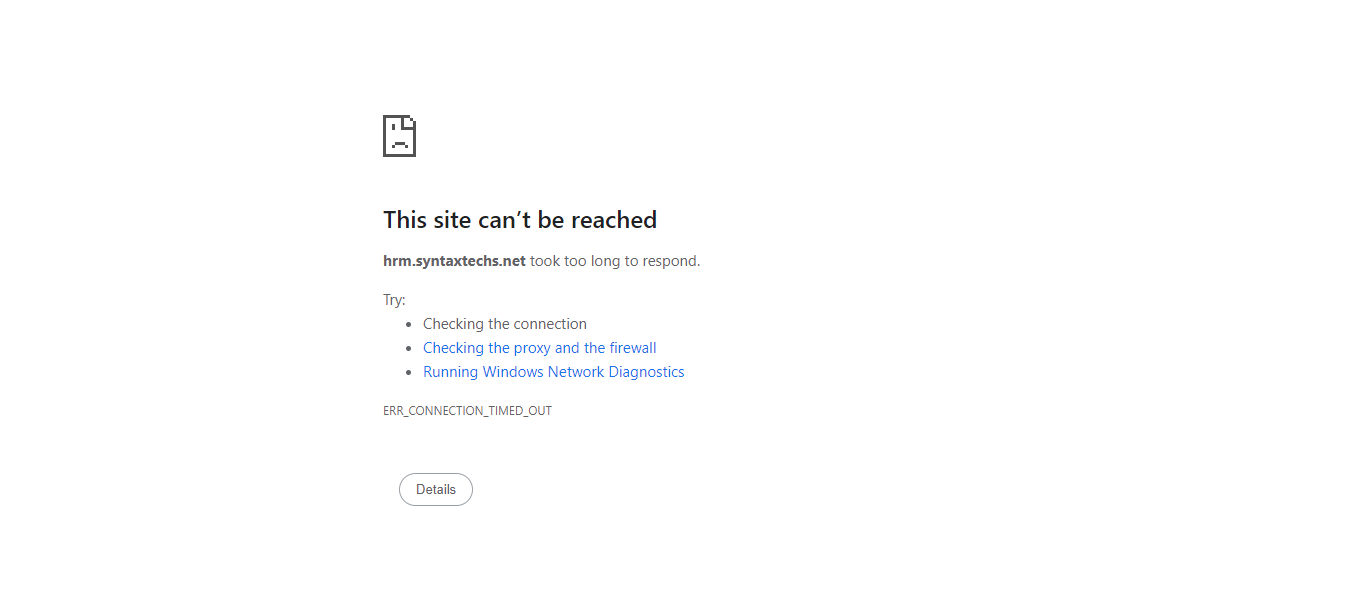 This site can’t be reached
hrm.syntaxtechs.net took too long to respond.
Try:
• Checking the connection
• Checking the proxy and the firewall
• Running Windows Network Diagnostics
ERR_CONNECTION_TIMED_OUT
Details